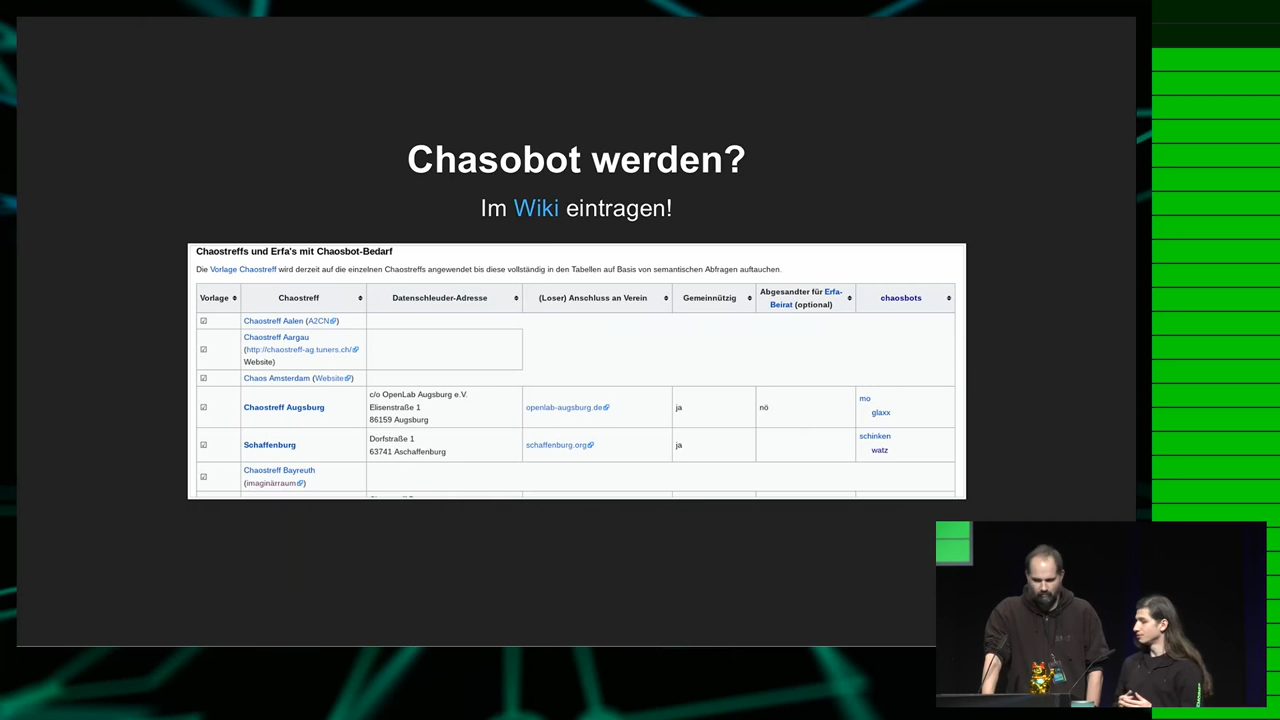 Chasobot werden?
Im Wiki eintragen!
Chaostreffs und Erfa's mit Chaosbot-Bedarf
Die Vorlage Chaostreff wird derzeit auf die einzelnen Chaostreffs angewendet bis diese vollständig in den Tabellen auf Basis von semantischen Abfragen auftauchen.
Vorlage Chaostreff Datenschleuder-Adresse (Loser) Anschluss an Verein Gemeinnützig Abgesandter für Erfa-Beirat (optional) chaosbots
Chaostreff Aalen (A2CN)
Chaostreff Aargau
(http://chaostreff-ag.tuners.ch/
Website)
Chaos Amsterdam (Website)
Chaostreff Augsburg
c/o OpenLab Augsburg e.V.
Elisenstraße 1
86159 Augsburg
openlab-augsburg.de
ja
nö
mo
glaxx
Schaffenburg
Dorfstraße 1
63741 Aschaffenburg
schaffenburg.org
ja
schinken
watz
Chaostreff Bayreuth
(imaginärraum)